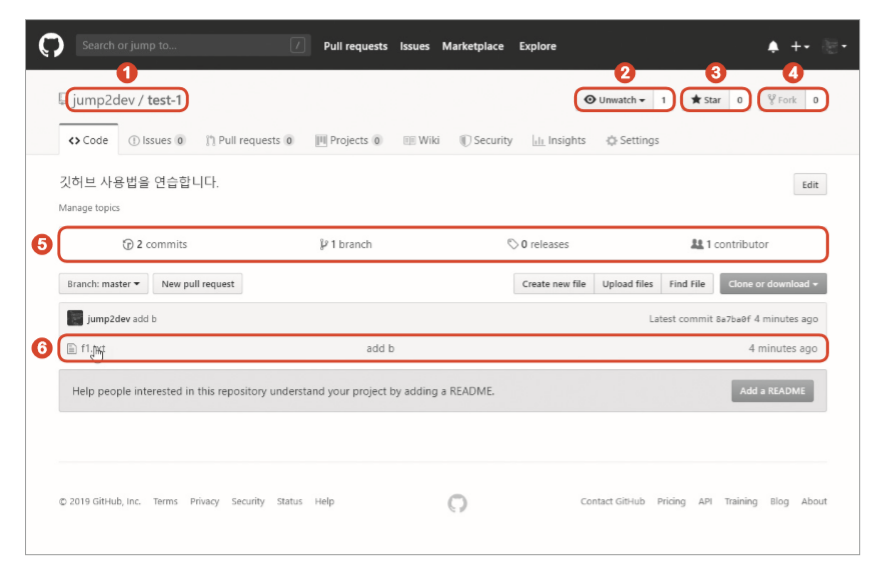 Search or jump to... / Pull requests Issues Marketplace Explore
1 2 3 4
jump2dev / test-1 Unwatch 1 Star 0 Fork 0
Code Issues 0 Pull requests 0 Projects 0 Wiki Security Insights Settings
깃허브 사용법을 연습합니다. Edit
Manage topics
5 2 commits 1 branch 0 releases 1 contributor
Branch: master New pull request Create new file Upload files Find File Clone or download
jump2dev add b Latest commit 8a7ba0f 4 minutes ago
6 f1.txt add b 4 minutes ago
Help people interested in this repository understand your project by adding a README. Add a README
© 2019 GitHub, Inc. Terms Privacy Security Status Help Contact GitHub Pricing API Training Blog About